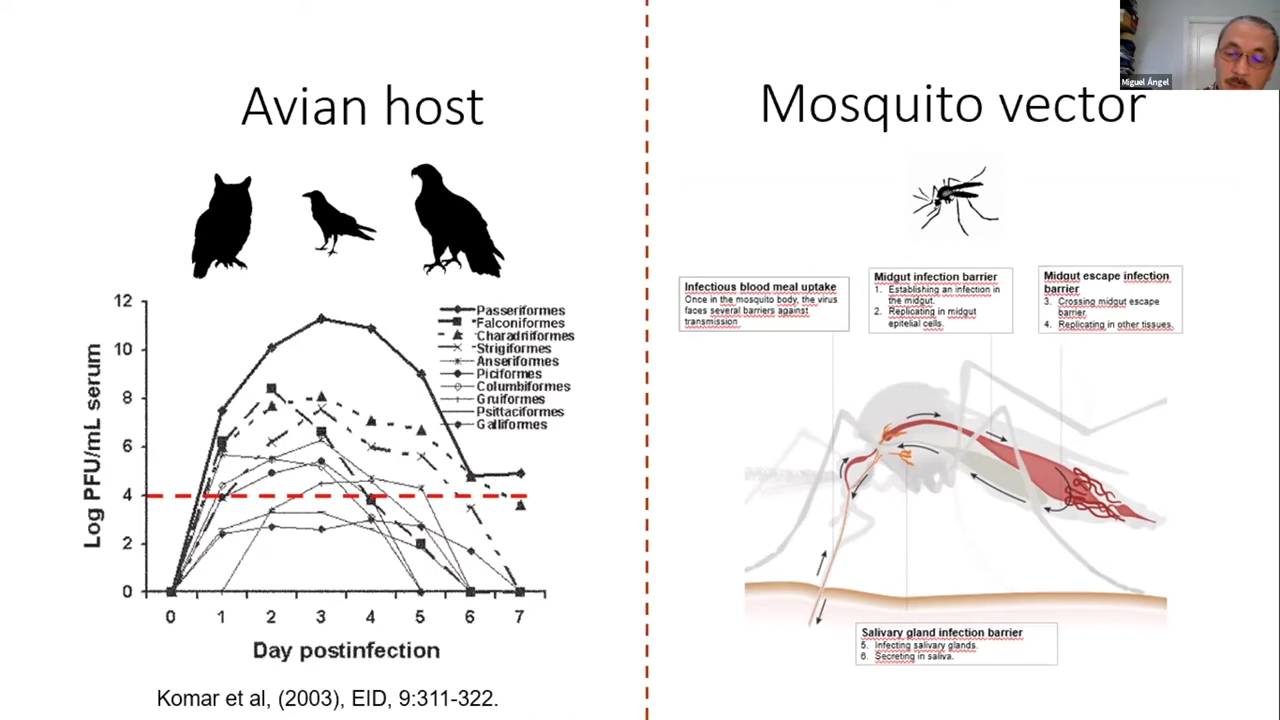 Miguel Ángel
Avian host
12
10
8
6
4
2
0
Log PFU/mL serum
Passeriformes
Falconiformes
Charadriiformes
Strigiformes
Anseriformes
Piciformes
Columbiformes
Gruiformes
Psittaciformes
Galliformes
0 1 2 3 4 5 6 7
Day postinfection
Komar et al, (2003), EID, 9:311-322.
Mosquito vector
Infectious blood meal uptake
Once in the mosquito body, the virus
faces several barriers against
transmission
Midgut infection barrier
1. Establishing an infection in
the midgut.
2. Replicating in midgut
epitelial cells.
Midgut escape infection
barrier
3. Crossing midgut escape
barrier.
4. Replicating in other tissues.
Salivary gland infection barrier
5. Infecting salivary glands.
6. Secreting in saliva.